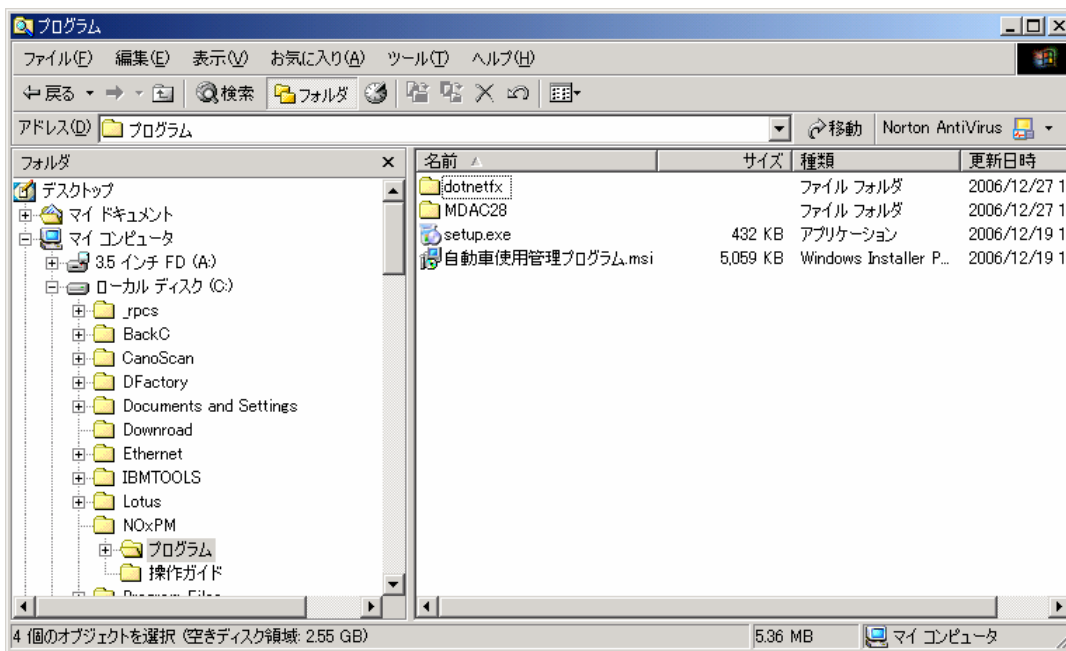 プログラム
ファイル(F) 編集(E) 表示(V) お気に入り(A) ツール(T) ヘルプ(H)
戻る 検索 フォルダ
アドレス(D) プログラム 移動 Norton AntiVirus
フォルダ
名前 サイズ 種類 更新日時
デスクトップ
マイ ドキュメント
マイ コンピュータ
3.5 インチ FD (A:)
ローカル ディスク (C:)
_rpcs
BackC
CanoScan
DFactory
Documents and Settings
Downroad
Ethernet
IBMTOOLS
Lotus
NOxPM
プログラム
操作ガイド
Program Files
dotnetfx ファイル フォルダ 2006/12/27 1
MDAC28 ファイル フォルダ 2006/12/27 1
setup.exe 432 KB アプリケーション 2006/12/19 1
自動車使用管理プログラム.msi 5,059 KB Windows Installer P... 2006/12/19 1
4 個のオブジェクトを選択 (空きディスク領域: 2.55 GB) 5.36 MB マイ コンピュータ